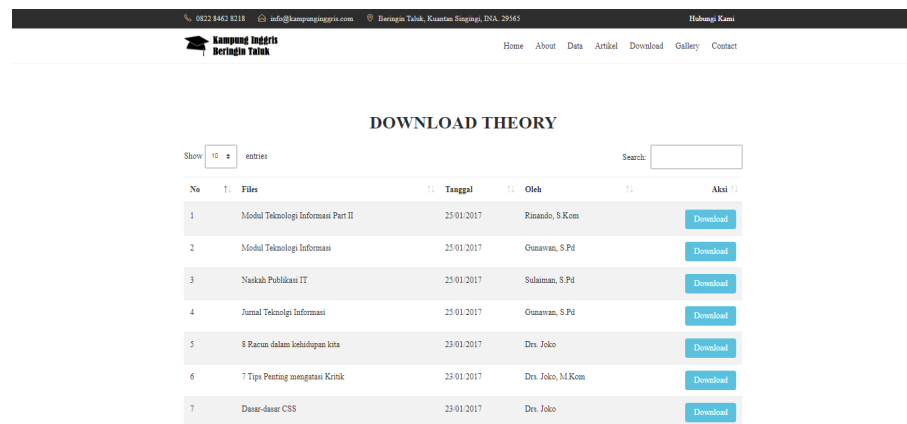 0822 8462 8218 info@kampunginggris.com Beringin Taluk, Kuantan Singingi, INA. 29565 Hubungi Kami
Kampung Inggris
Beringin Taluk
Home About Data Artikel Download Gallery Contact
DOWNLOAD THEORY
Show 10 entries Search:
No Files Tanggal Oleh Aksi
1 Modul Teknologi Informasi Part II 25/01/2017 Rinando, S.Kom Download
2 Modul Teknologi Informasi 25/01/2017 Gunawan, S.Pd Download
3 Naskah Publikasi IT 25/01/2017 Sulaiman, S.Pd Download
4 Jurnal Teknolgi Informasi 25/01/2017 Gunawan, S.Pd Download
5 8 Racun dalam kehidupan kita 23/01/2017 Drs. Joko Download
6 7 Tips Penting mengatasi Kritik 23/01/2017 Drs. Joko, M.Kom Download
7 Dasar-dasar CSS 23/01/2017 Drs. Joko Download